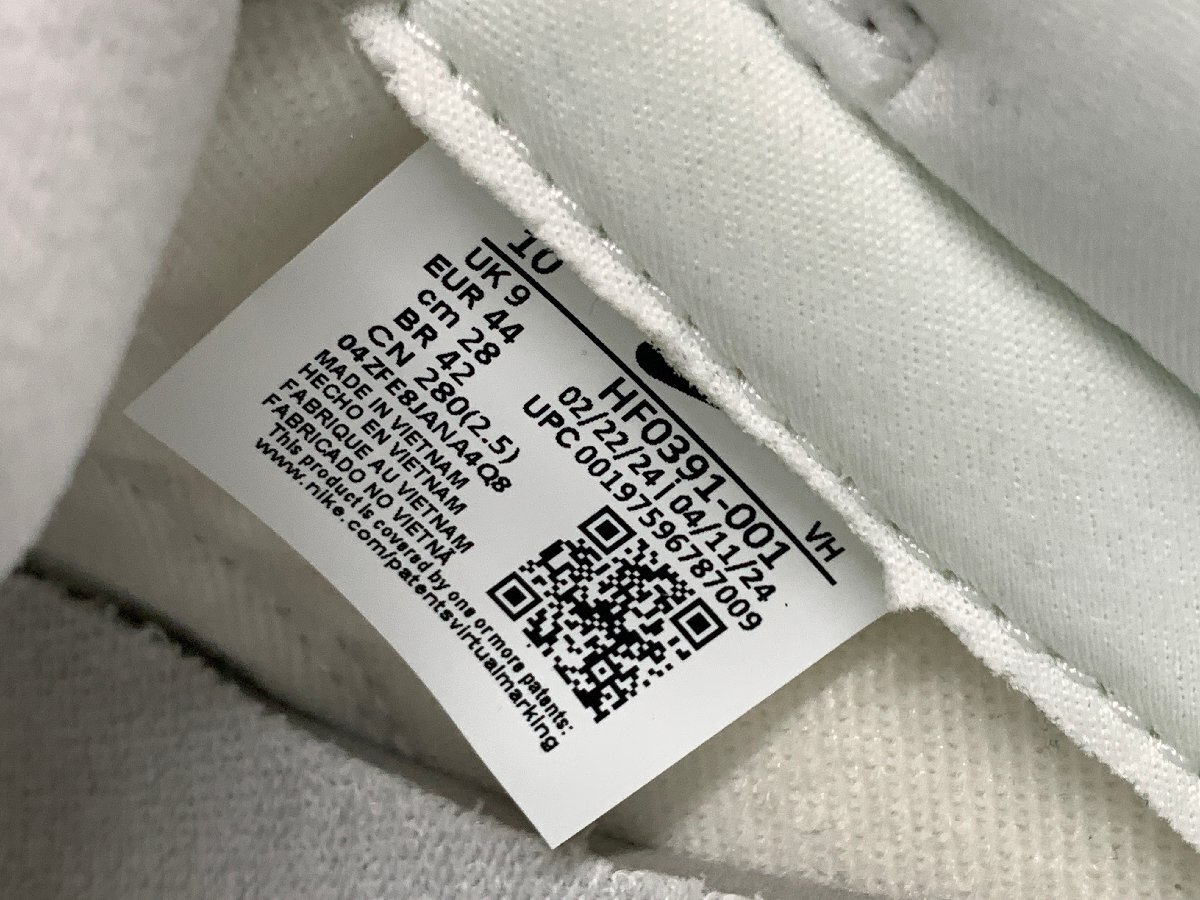 10
UK 9
EUR 44
cm 28
BR 42
CN 280(2.5)
04ZFE8JANA4Q8
MADE IN VIETNAM
HECHO EN VIETNAM
FABRIQUE AU VIETNAM
FABRICADO NO VIETNÃ
This product is covered by one or more patents:
www.nike.com/patentsvirtualmarking
VH
HF0391-001
02/22/24|04/11/24
UPC 00197596787009